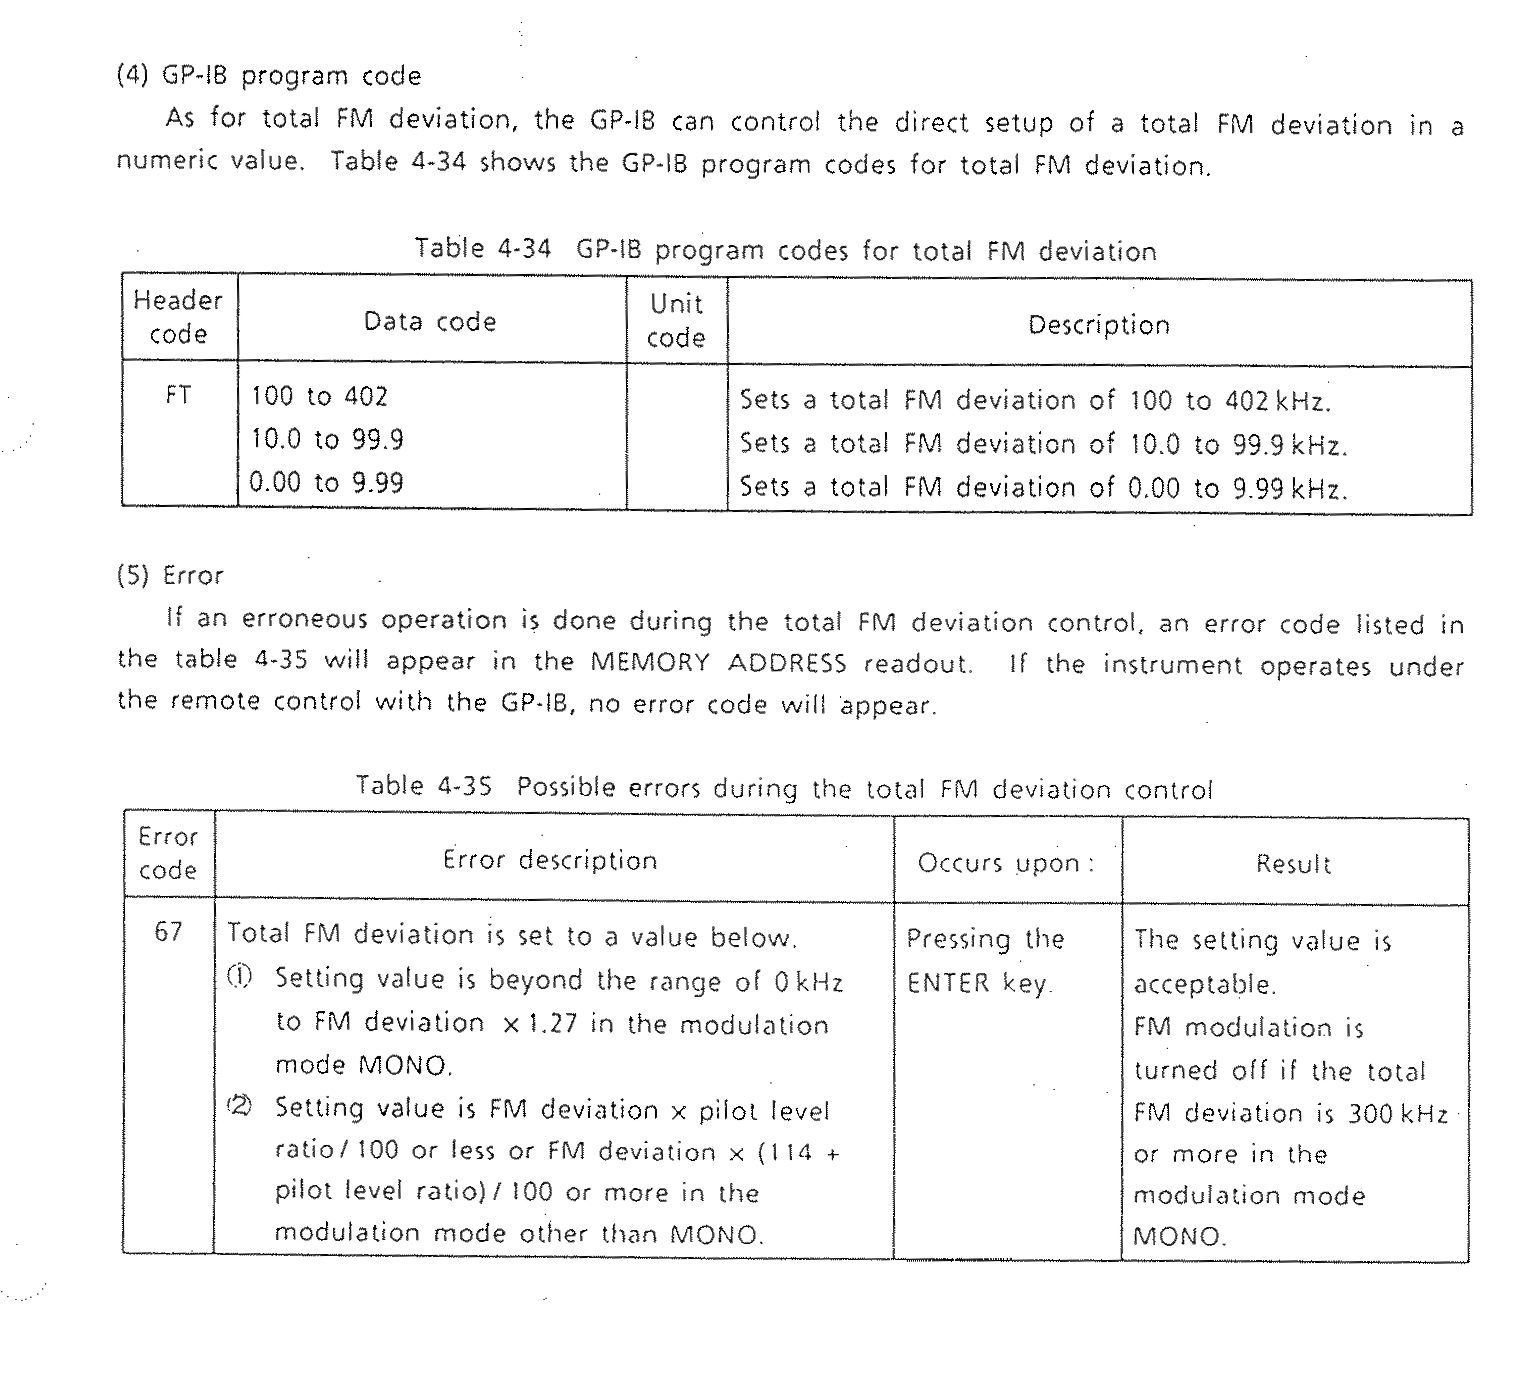 (4) GP-IB program code
As for total FM deviation, the GP-IB can control the direct setup of a total FM deviation in a
numeric value. Table 4-34 shows the GP-IB program codes for total FM deviation.
Table 4-34 GP-IB program codes for total FM deviation
Header
code
Data code
Unit
code
Description
FT
100 to 402
Sets a total FM deviation of 100 to 402 kHz.
10.0 to 99.9
Sets a total FM deviation of 10.0 to 99.9 kHz.
0.00 to 9.99
Sets a total FM deviation of 0.00 to 9.99 kHz.
(5) Error
If an erroneous operation is done during the total FM deviation control, an error code listed in
the table 4-35 will appear in the MEMORY ADDRESS readout. If the instrument operates under
the remote control with the GP-IB, no error code will appear.
Table 4-35 Possible errors during the total FM deviation control
Error
code
Error description
Occurs upon :
Result
67
Total FM deviation is set to a value below.
(1) Setting value is beyond the range of 0 kHz
to FM deviation x 1.27 in the modulation
mode MONO.
(2) Setting value is FM deviation x pilot level
ratio / 100 or less or FM deviation x (114 +
pilot level ratio) / 100 or more in the
modulation mode other than MONO.
Pressing the
ENTER key.
The setting value is
acceptable.
FM modulation is
turned off if the total
FM deviation is 300 kHz
or more in the
modulation mode
MONO.